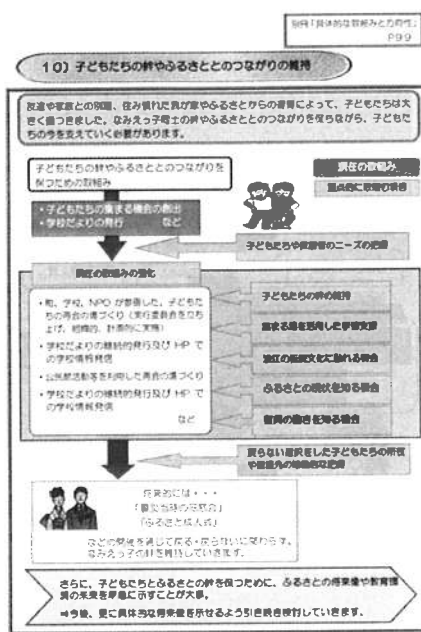 別冊「具体的な取組みと方向性」
P99
10）子どもたちの絆やふるさととのつながりの維持
友達や家族との別離、住み慣れた我が家やふるさとからの避難によって、子どもたちは大
きく傷つきました。なみえっ子同士の絆やふるさととのつながりを保ちながら、子どもた
ちの今を支えていく必要があります。
子どもたちの絆やふるさととのつながりを
保つための取組み
現在の取組み
重点的に取組む項目
・子どもたちの集まる機会の創出
・学校だよりの発行 など
子どもたちや保護者のニーズの把握
現在の取組みの強化
・町、学校、NPOが参画した、子どもた
ちの再会の場づくり（実行委員会を立ち
上げ、組織的、計画的に実施）
・学校だよりの継続的発行及びHPで
の学校情報発信
・公民館活動等を利用した再会の場づくり
・学校だよりの継続的発行及びHPで
の学校情報発信
など
子どもたちの絆の維持
集まる場を活用した学習支援
浪江の伝統文化に触れる機会
ふるさとの現状を知る機会
復興の動きを知る機会
戻らない選択をした子どもたちの所在
や避難先の継続的な把握
将来的には・・・
「震災当時の同窓会」
「ふるさと成人式」
などの開催を通じて戻る・戻らないに関わらず、
なみえっ子の絆を維持していきます。
さらに、子どもたちとふるさとの絆を保つために、ふるさとの将来像や教育環
境の未来を早急に示すことが大事。
⇒今後、更に具体的な将来像を示せるよう引き続き検討していきます。